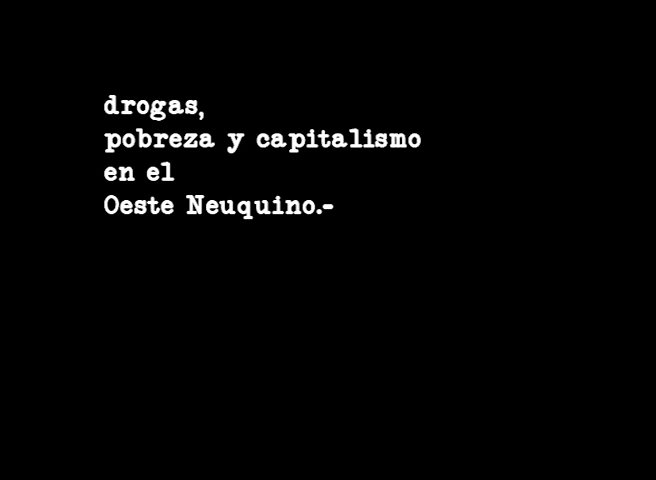 drogas,
pobreza y capitalismo
en el
Oeste Neuquino.-